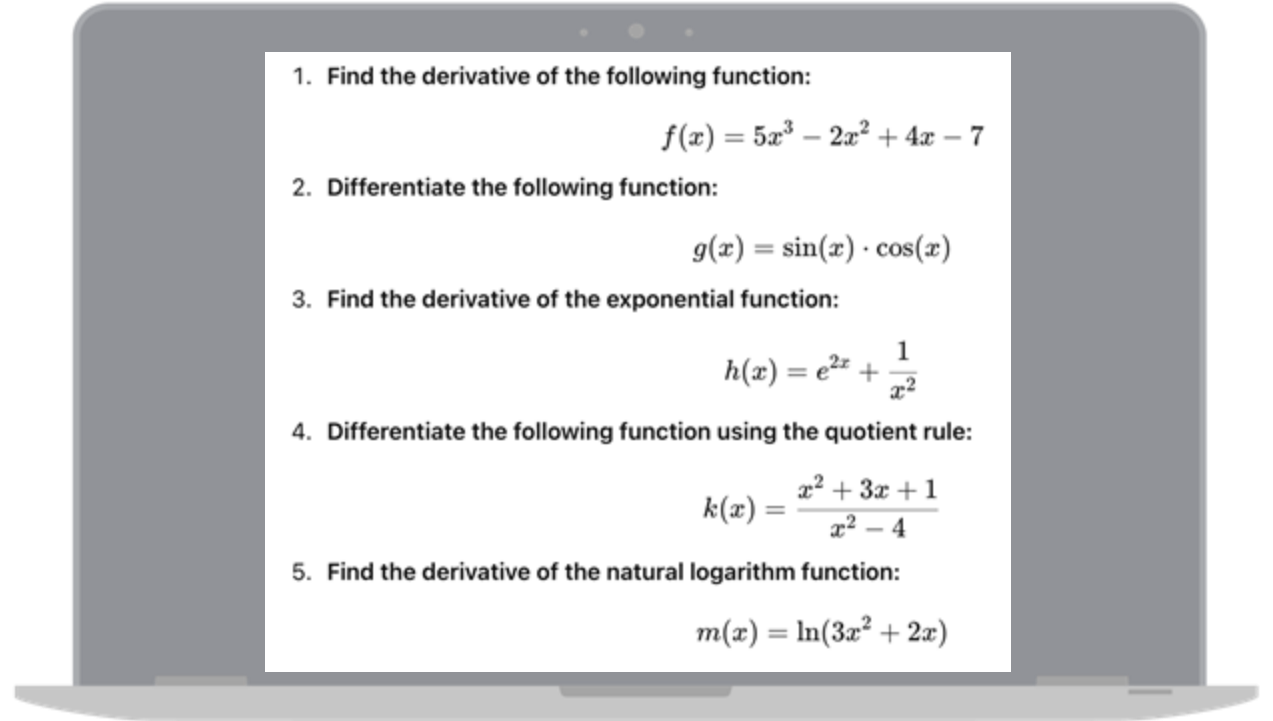 1. Find the derivative of the following function:
f(x) = 5x³ − 2x² + 4x − 7
2. Differentiate the following function:
g(x) = sin(x) · cos(x)
3. Find the derivative of the exponential function:
h(x) = e²ˣ + 1/x²
4. Differentiate the following function using the quotient rule:
k(x) = (x² + 3x + 1)/(x² − 4)
5. Find the derivative of the natural logarithm function:
m(x) = ln(3x² + 2x)